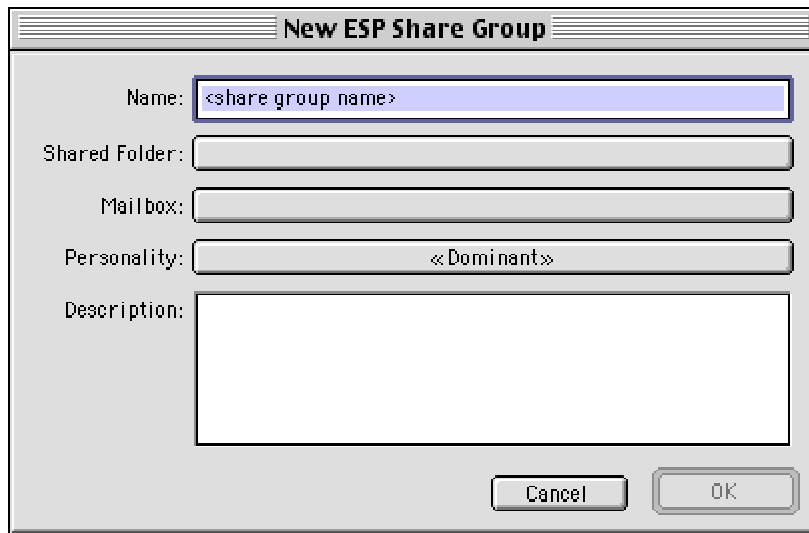 New ESP Share Group
Name: <share group name>
Shared Folder:
Mailbox:
Personality: «Dominant»
Description:
Cancel OK